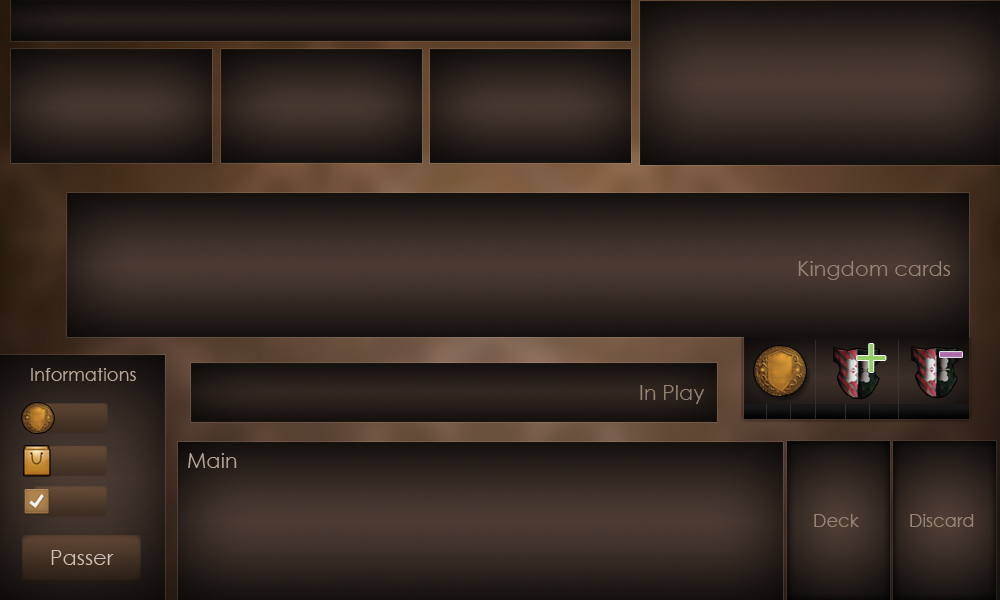 Kingdom cards
Informations
In Play
Main
Deck
Discard
Passer